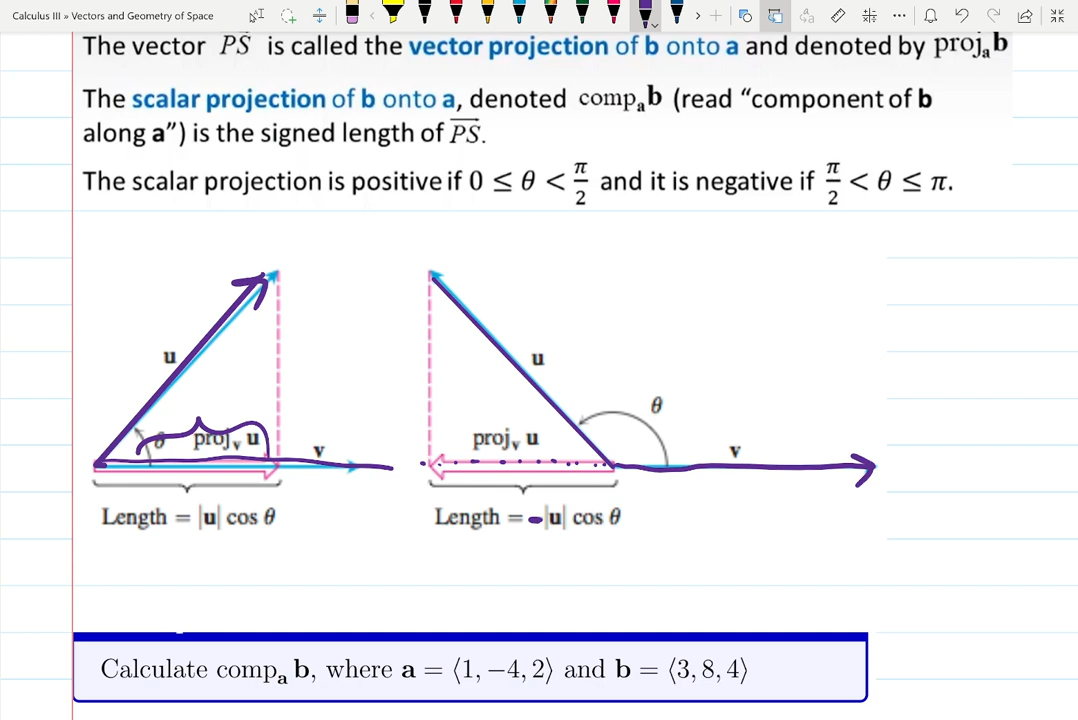 Calculus III » Vectors and Geometry of Space
The vector PS is called the vector projection of b onto a and denoted by proj_a b
The scalar projection of b onto a, denoted comp_a b (read “component of b
along a”) is the signed length of PS.
The scalar projection is positive if 0 ≤ θ < π/2 and it is negative if π/2 < θ ≤ π.
u
θ
proj_v u
v
Length = |u| cos θ
u
θ
proj_v u
v
Length = -|u| cos θ
Calculate comp_a b, where a = ⟨1, −4, 2⟩ and b = ⟨3, 8, 4⟩